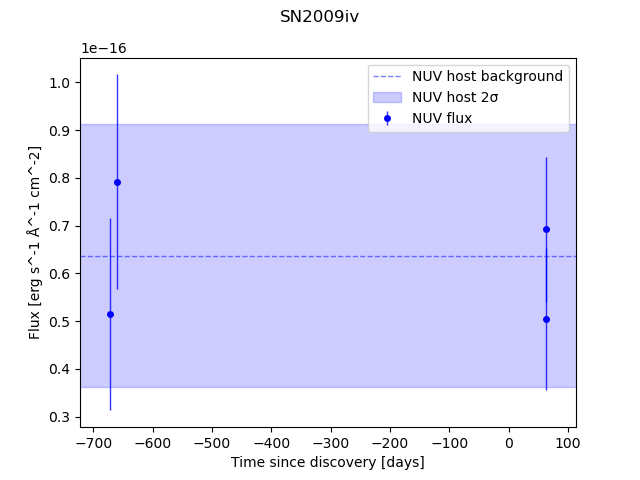 SN2009iv
1e−16
NUV host background
NUV host 2σ
NUV flux
1.0
0.9
0.8
0.7
0.6
0.5
0.4
0.3
Flux [erg s^-1 Å^-1 cm^-2]
−700 −600 −500 −400 −300 −200 −100 0 100
Time since discovery [days]